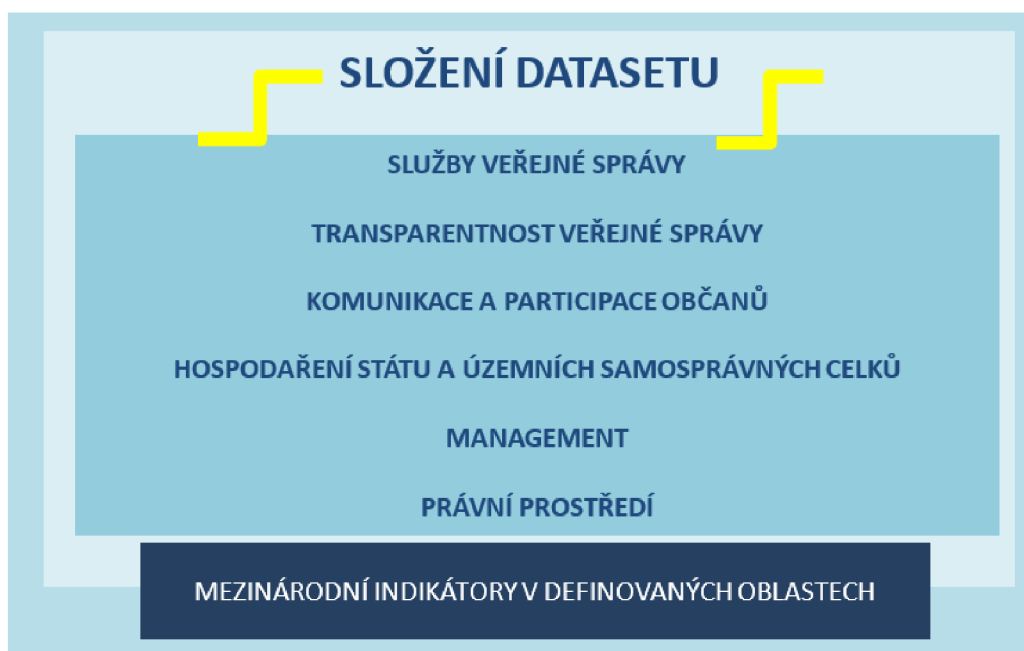 SLOŽENÍ DATASETU
SLUŽBY VEŘEJNÉ SPRÁVY
TRANSPARENTNOST VEŘEJNÉ SPRÁVY
KOMUNIKACE A PARTICIPACE OBČANŮ
HOSPODAŘENÍ STÁTU A ÚZEMNÍCH SAMOSPRÁVNÝCH CELKŮ
MANAGEMENT
PRÁVNÍ PROSTŘEDÍ
MEZINÁRODNÍ INDIKÁTORY V DEFINOVANÝCH OBLASTECH